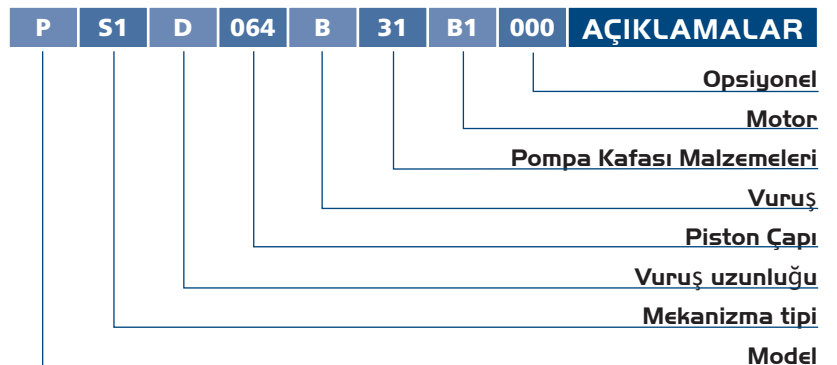 P S1 D 064 B 31 B1 000 AÇIKLAMALAR
Opsiyonel
Motor
Pompa Kafası Malzemeleri
Vuruş
Piston Çapı
Vuruş uzunluğu
Mekanizma tipi
Model